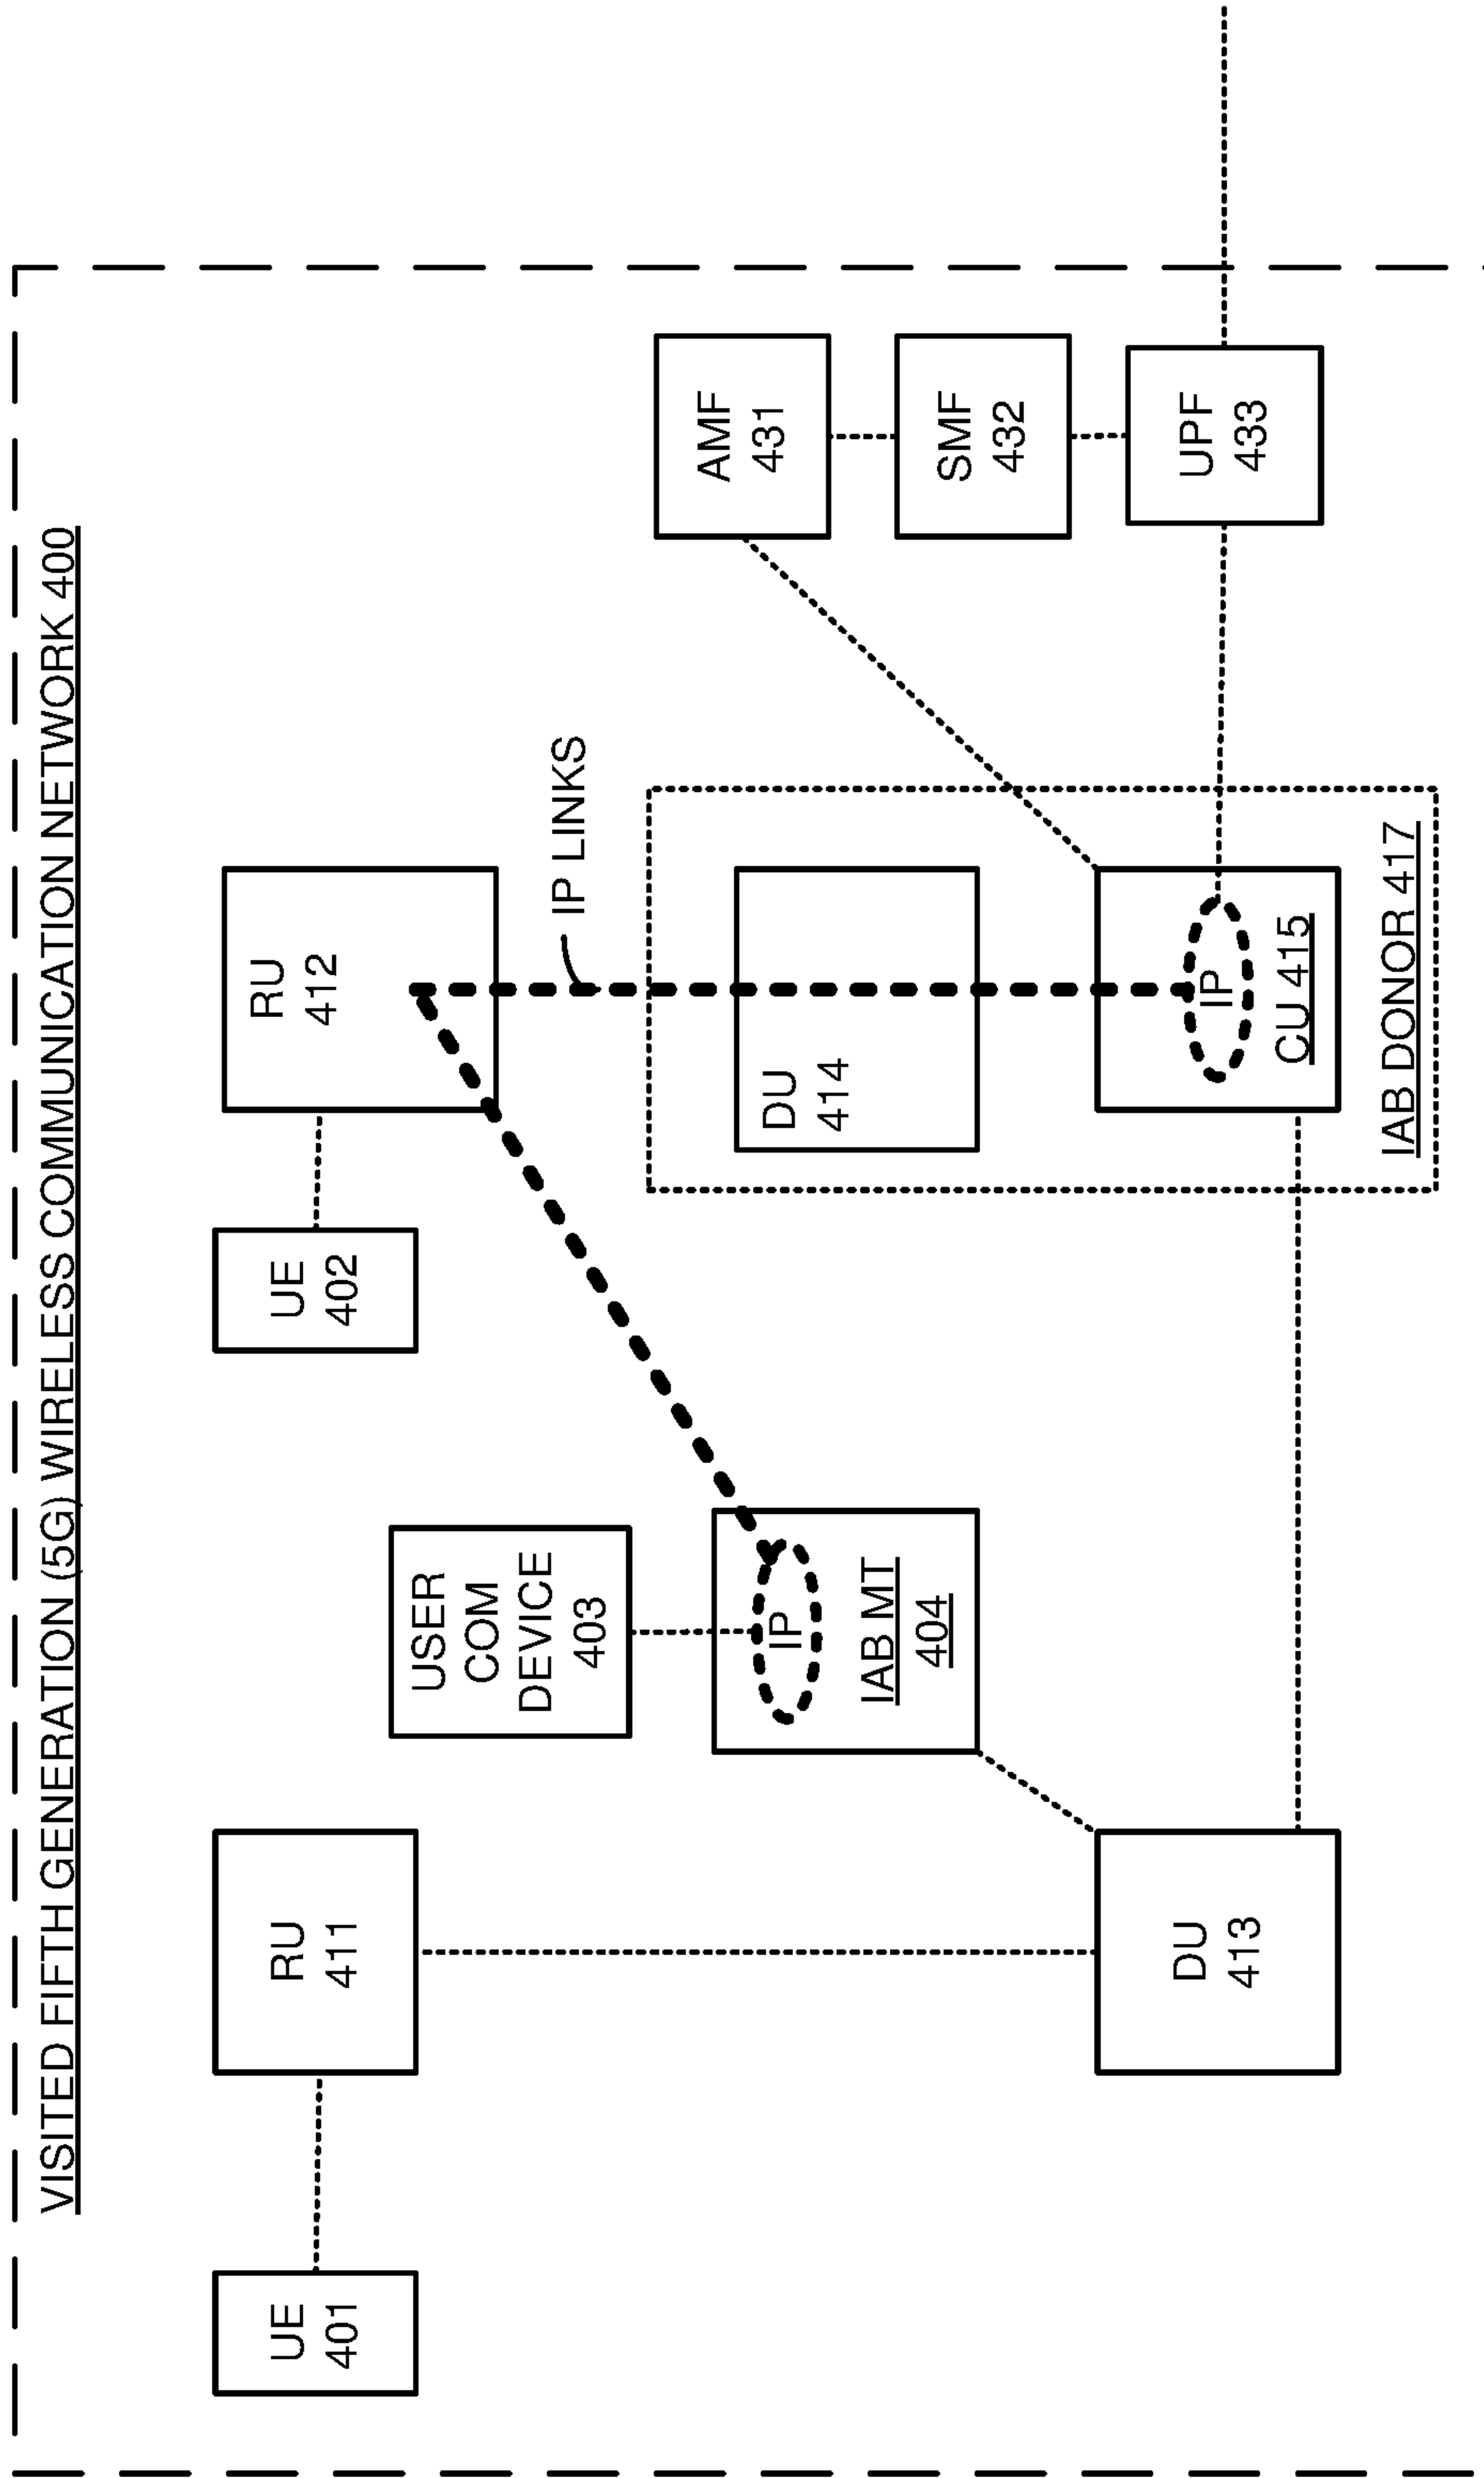 VISITED FIFTH GENERATION (5G) WIRELESS COMMUNICATION NETWORK 400
UE
401
RU
411
UE
402
RU
412
USER
COM
DEVICE
403
IP LINKS
AMF
431
IP
IAB MT
404
DU
414
SMF
432
DU
413
IP
CU 415
UPF
433
IAB DONOR 417